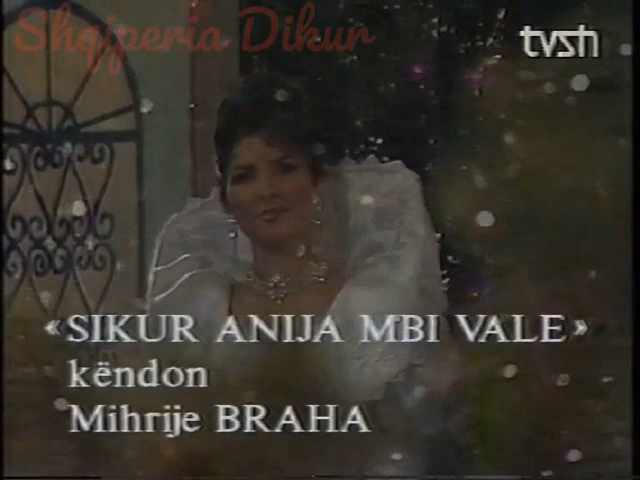 Shqiperia Dikur
tvsh
«SIKUR ANIJA MBI VALE»
këndon
Mihrije BRAHA